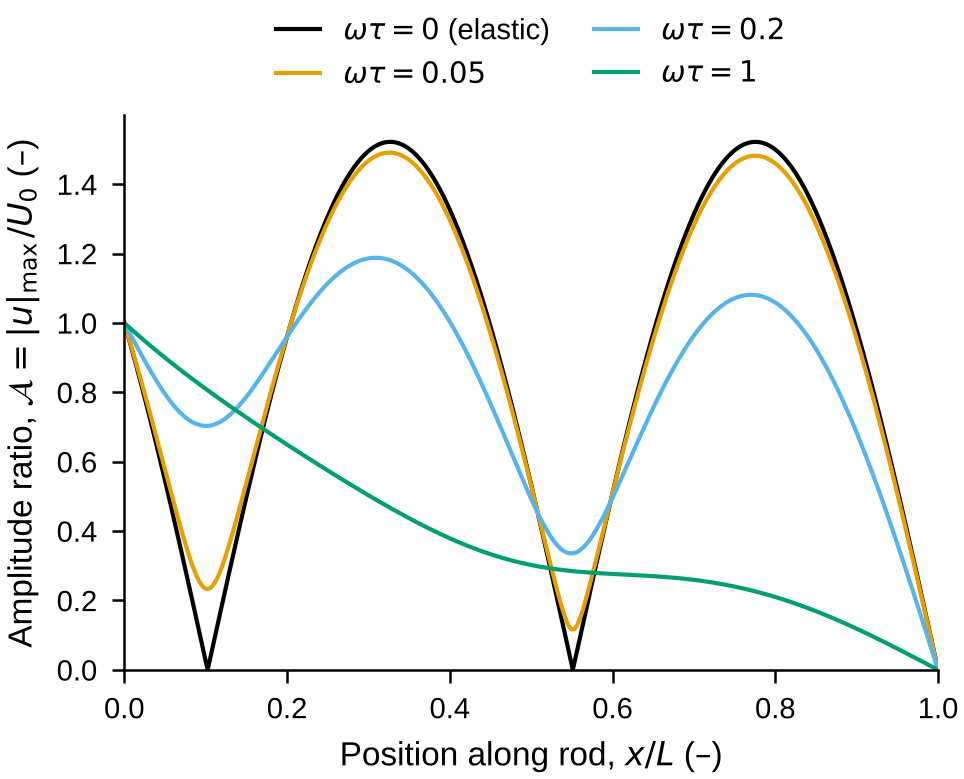 ωτ = 0 (elastic)
ωτ = 0.05
ωτ = 0.2
ωτ = 1
Amplitude ratio, 𝒜 = |u|max/U0 (–)
1.4
1.2
1.0
0.8
0.6
0.4
0.2
0.0
0.0 0.2 0.4 0.6 0.8 1.0
Position along rod, x/L (–)